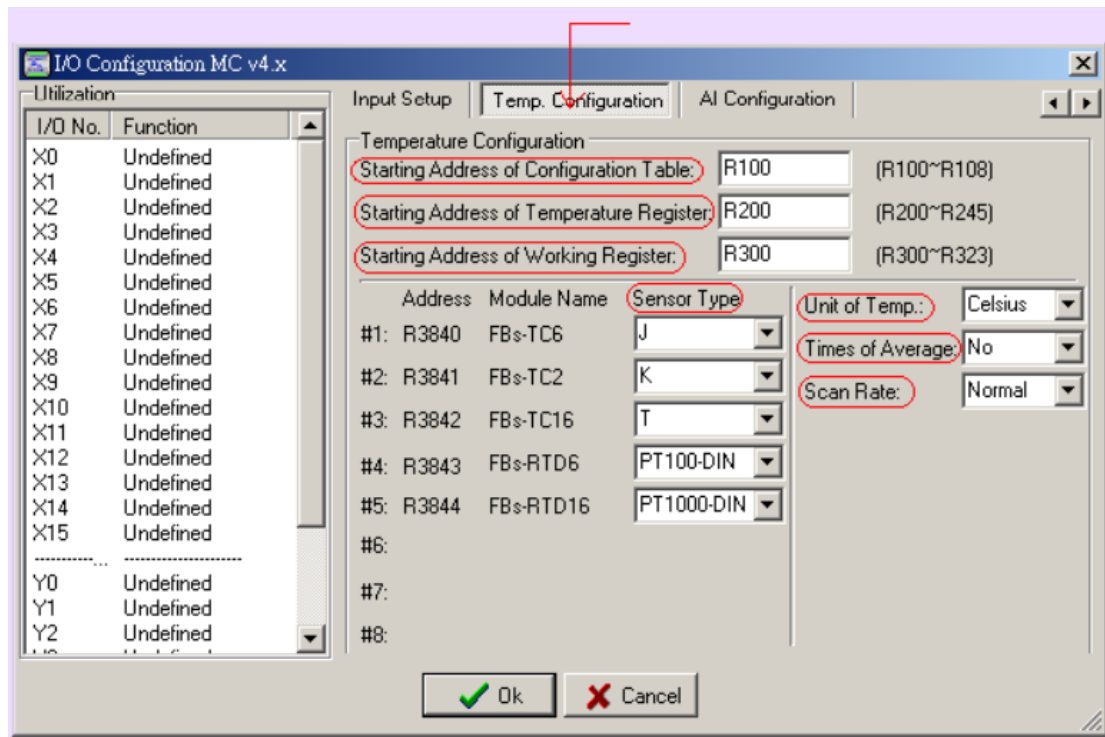 I/O Configuration MC v4.x
Utilization
I/O No. Function
X0 Undefined
X1 Undefined
X2 Undefined
X3 Undefined
X4 Undefined
X5 Undefined
X6 Undefined
X7 Undefined
X8 Undefined
X9 Undefined
X10 Undefined
X11 Undefined
X12 Undefined
X13 Undefined
X14 Undefined
X15 Undefined
-----------... ----------------------
Y0 Undefined
Y1 Undefined
Y2 Undefined
Input Setup Temp. Configuration AI Configuration
Temperature Configuration
Starting Address of Configuration Table: R100 (R100~R108)
Starting Address of Temperature Register: R200 (R200~R245)
Starting Address of Working Register: R300 (R300~R323)
Address Module Name Sensor Type
#1: R3840 FBs-TC6 J
#2: R3841 FBs-TC2 K
#3: R3842 FBs-TC16 T
#4: R3843 FBs-RTD6 PT100-DIN
#5: R3844 FBs-RTD16 PT1000-DIN
#6:
#7:
#8:
Unit of Temp.: Celsius
Times of Average: No
Scan Rate: Normal
Ok Cancel